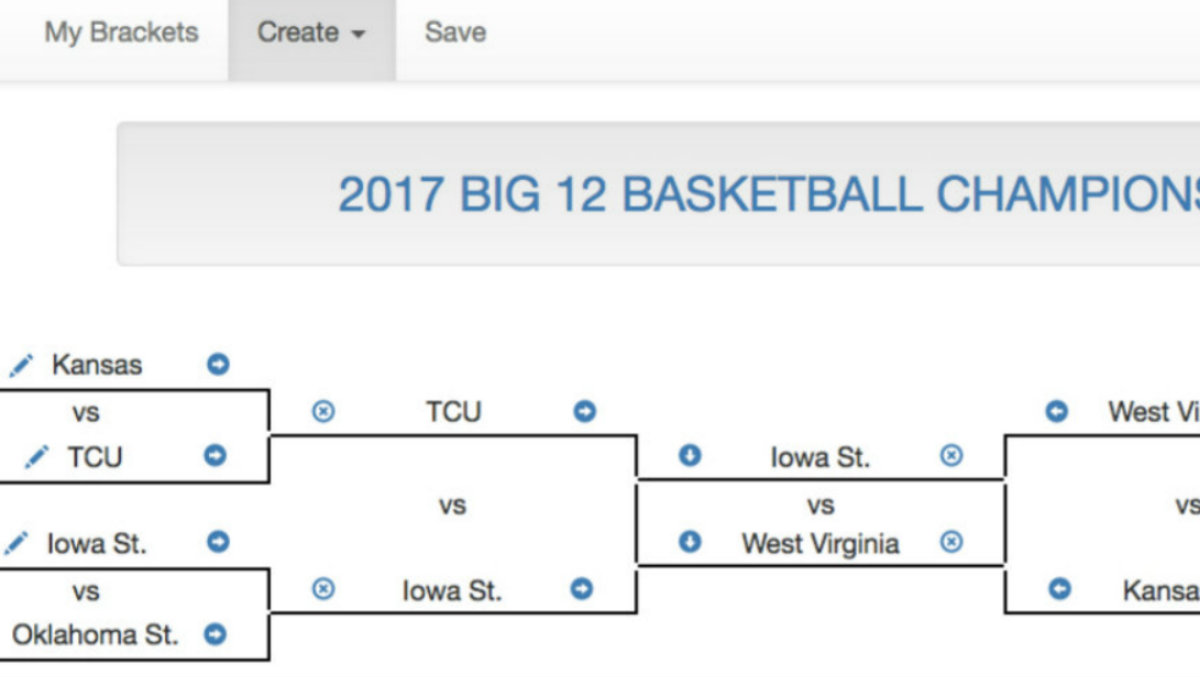 My Brackets Create Save
2017 BIG 12 BASKETBALL CHAMPIONS
Kansas
vs
TCU
Iowa St.
vs
Oklahoma St.
TCU
vs
Iowa St.
Iowa St.
vs
West Virginia
West Vi
vs
Kansa